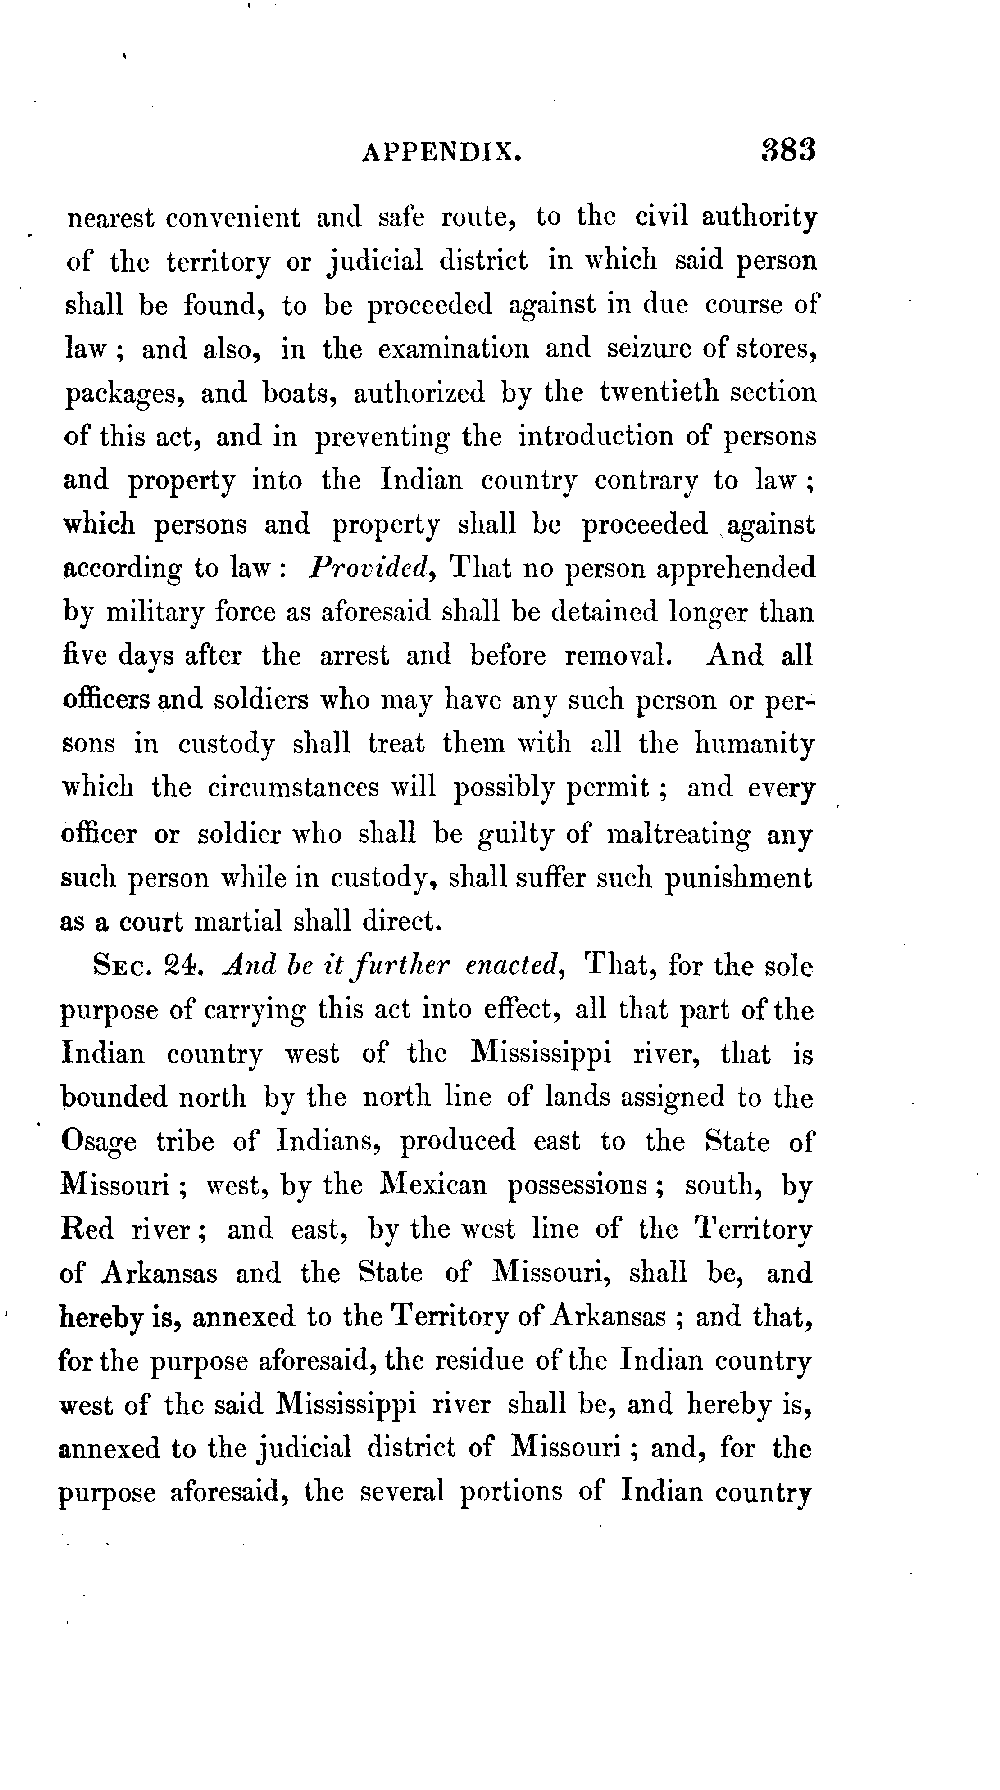 APPENDIX. 383
nearest convenient and safe route, to the civil authority
of the territory or judicial district in which said person
shall be found, to be proceeded against in due course of
law ; and also, in the examination and seizure of stores,
packages, and boats, authorized by the twentieth section
of this act, and in preventing the introduction of persons
and property into the Indian country contrary to law ;
which persons and property shall be proceeded against
according to law : Provided, That no person apprehended
by military force as aforesaid shall be detained longer than
five days after the arrest and before removal. And all
officers and soldiers who may have any such person or per-
sons in custody shall treat them with all the humanity
which the circumstances will possibly permit ; and every
officer or soldier who shall be guilty of maltreating any
such person while in custody, shall suffer such punishment
as a court martial shall direct.
SEC. 24. And be it further enacted, That, for the sole
purpose of carrying this act into effect, all that part of the
Indian country west of the Mississippi river, that is
bounded north by the north line of lands assigned to the
Osage tribe of Indians, produced east to the State of
Missouri ; west, by the Mexican possessions ; south, by
Red river ; and east, by the west line of the Territory
of Arkansas and the State of Missouri, shall be, and
hereby is, annexed to the Territory of Arkansas ; and that,
for the purpose aforesaid, the residue of the Indian country
west of the said Mississippi river shall be, and hereby is,
annexed to the judicial district of Missouri ; and, for the
purpose aforesaid, the several portions of Indian country